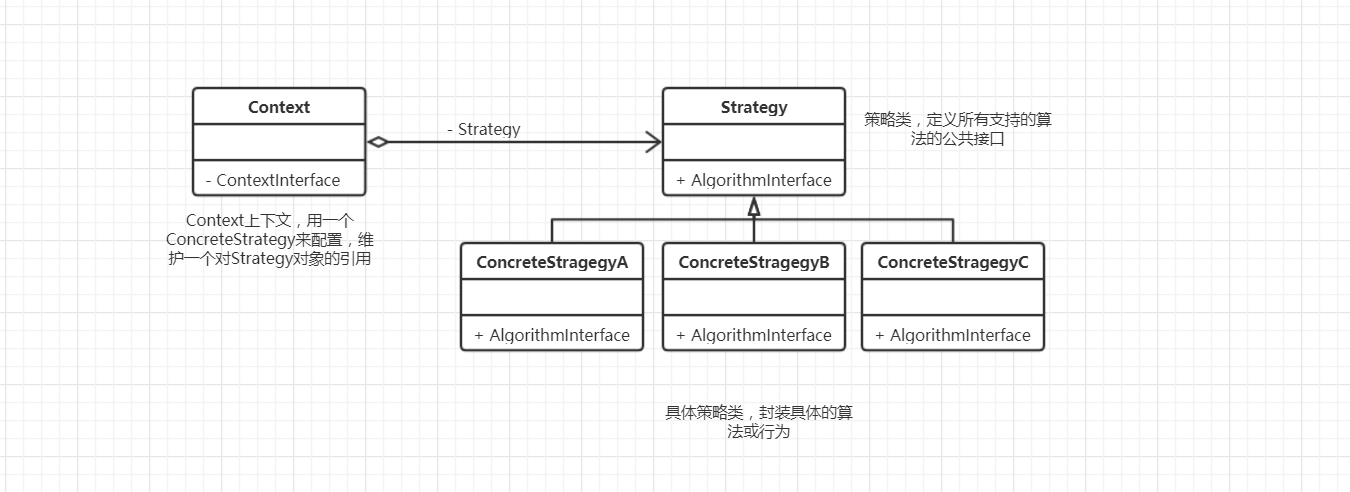 Context
- ContextInterface
Context上下文，用一个
ConcreteStrategy来配置，维
护一个对Strategy对象的引用
- Strategy
Strategy
+ AlgorithmInterface
策略类，定义所有支持的算
法的公共接口
ConcreteStragegyA
+ AlgorithmInterface
ConcreteStragegyB
+ AlgorithmInterface
ConcreteStragegyC
+ AlgorithmInterface
具体策略类，封装具体的算
法或行为